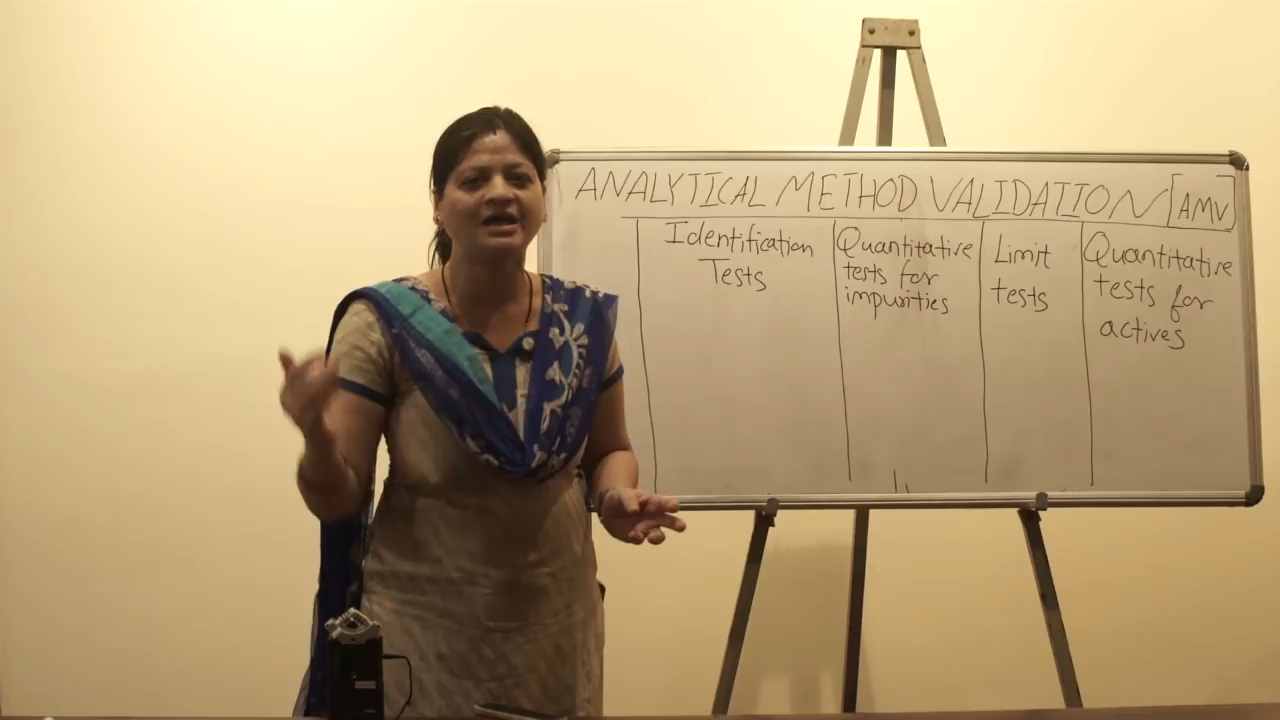 ANALYTICAL METHOD VALIDATION [AMV]
Identification
Tests
Quantitative
tests for
impurities
Limit
tests
Quantitative
tests for
actives